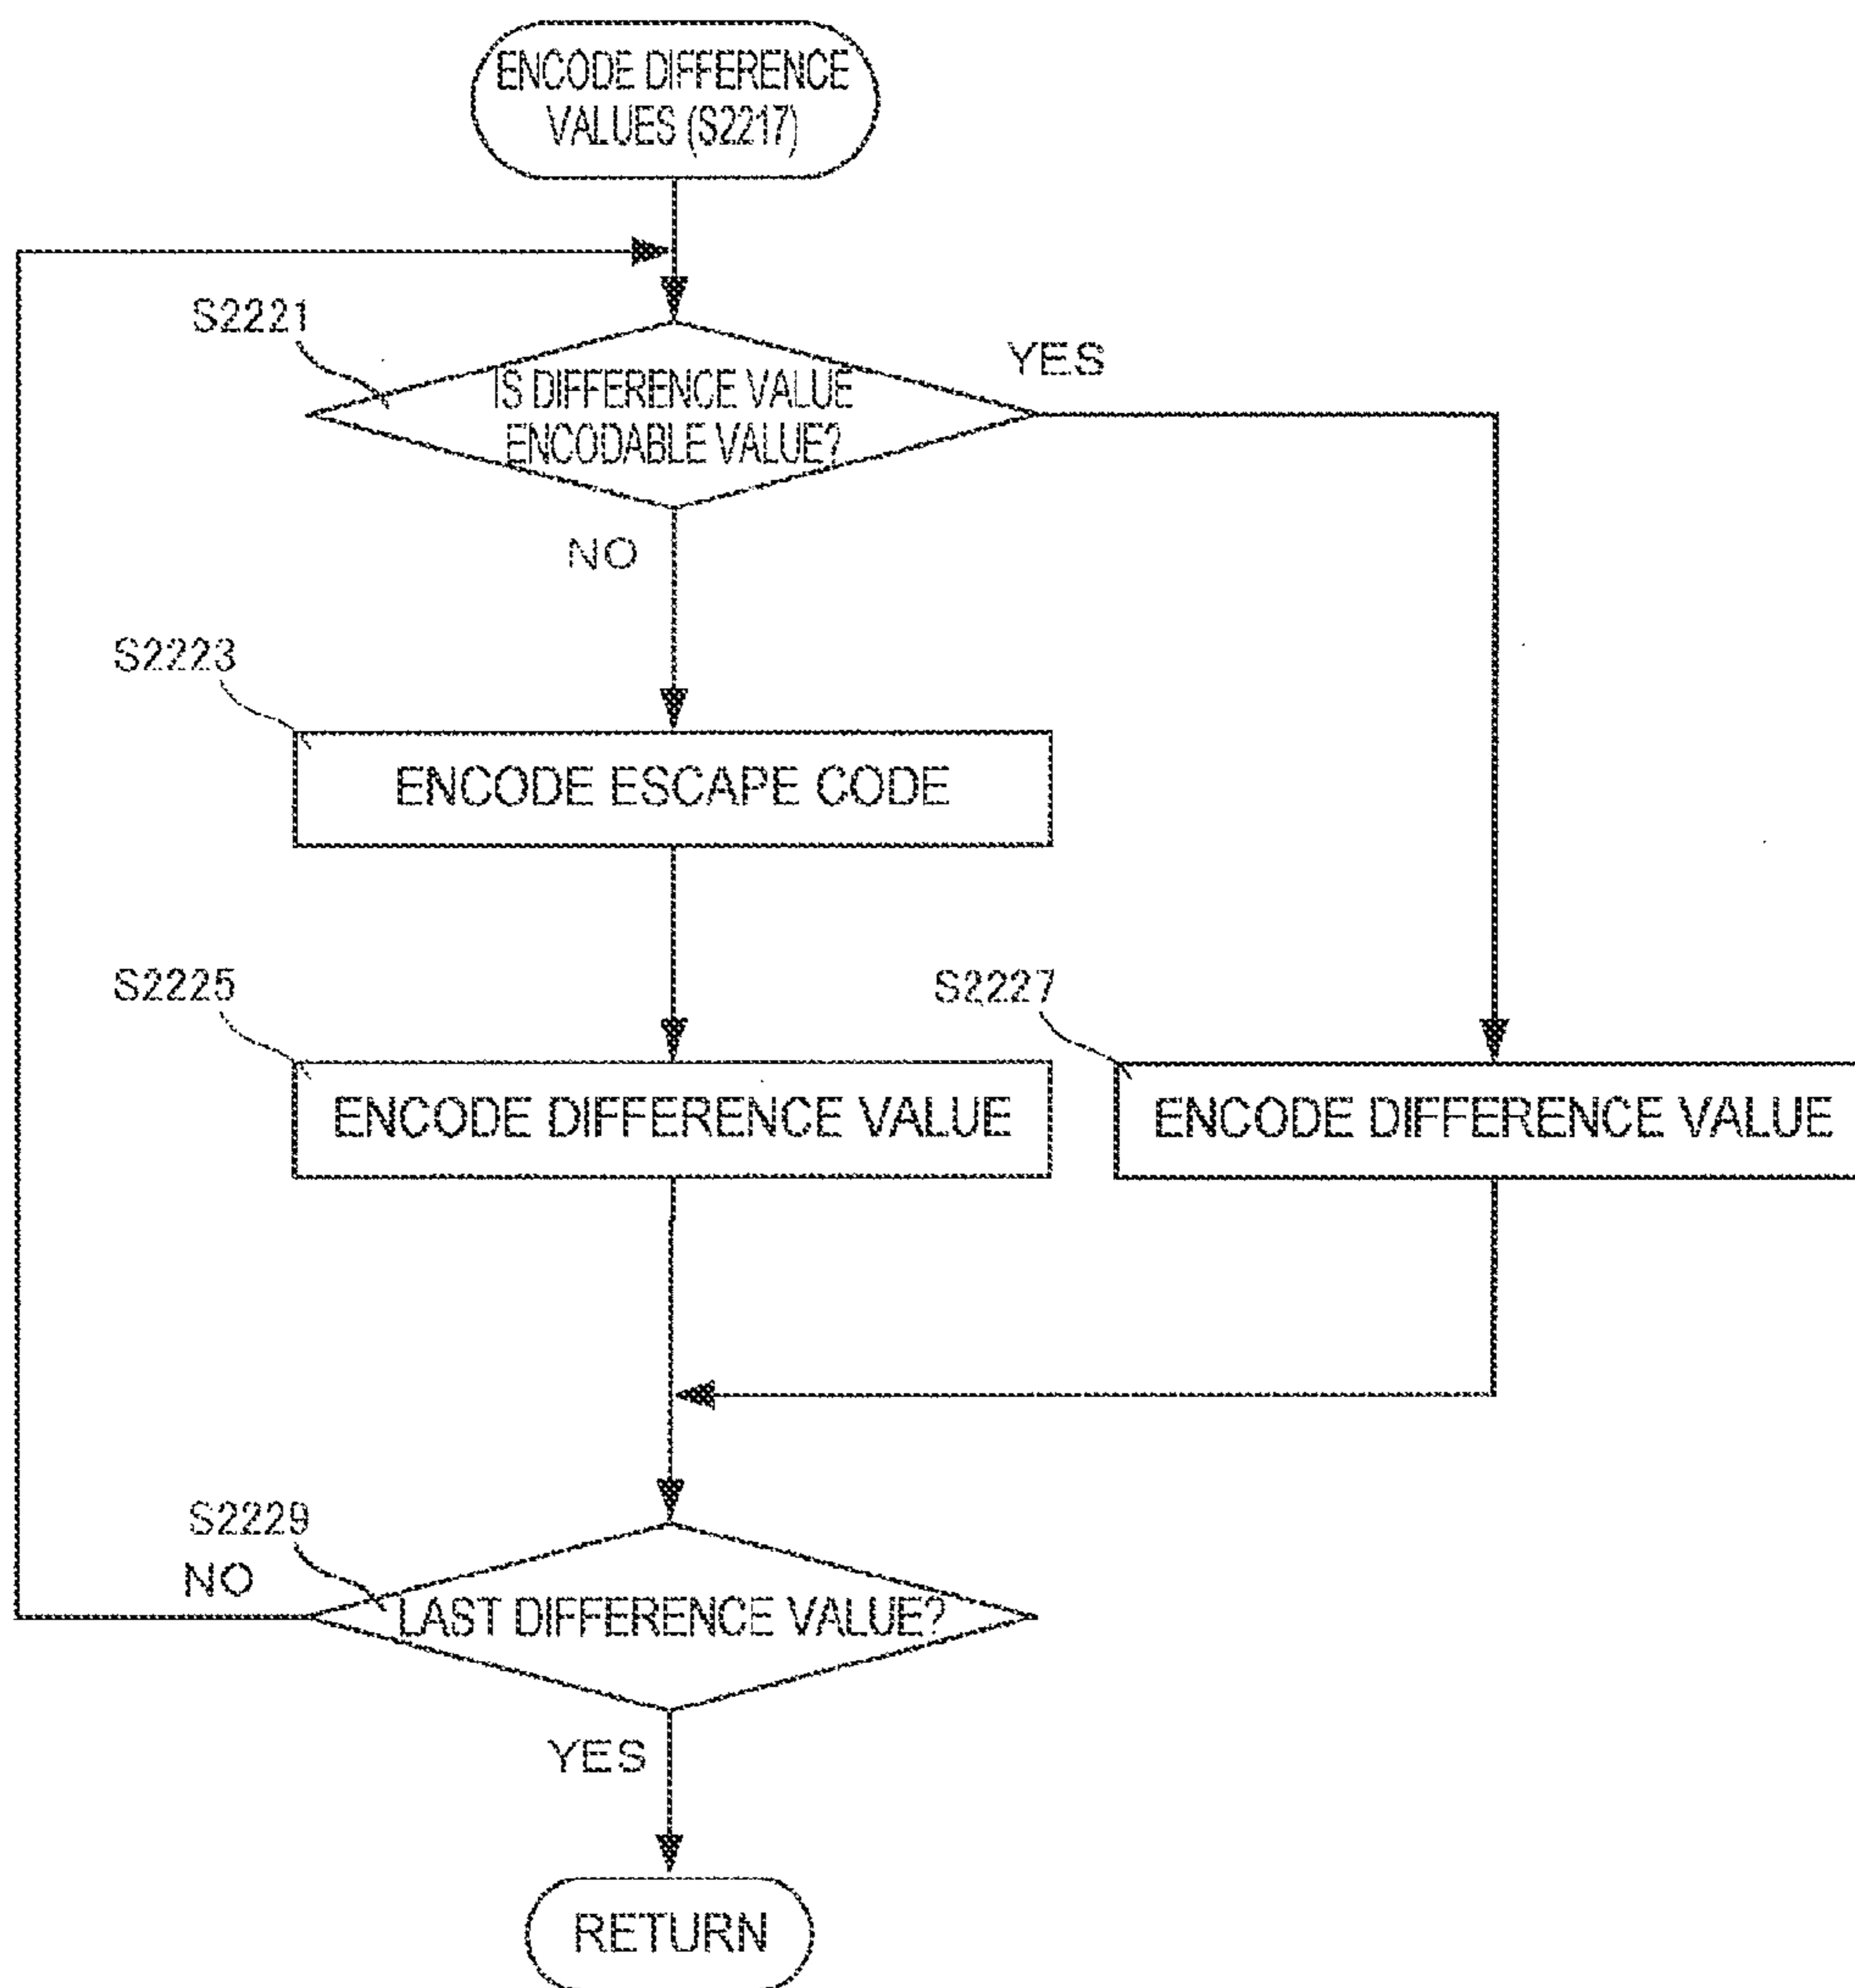 ENCODE DIFFERENCE
VALUES (S2217)
S2221
YES
IS DIFFERENCE VALUE
ENCODABLE VALUE?
NO
S2223
ENCODE ESCAPE CODE
S2225
S2227
ENCODE DIFFERENCE VALUE
ENCODE DIFFERENCE VALUE
S2229
NO
LAST DIFFERENCE VALUE?
YES
RETURN